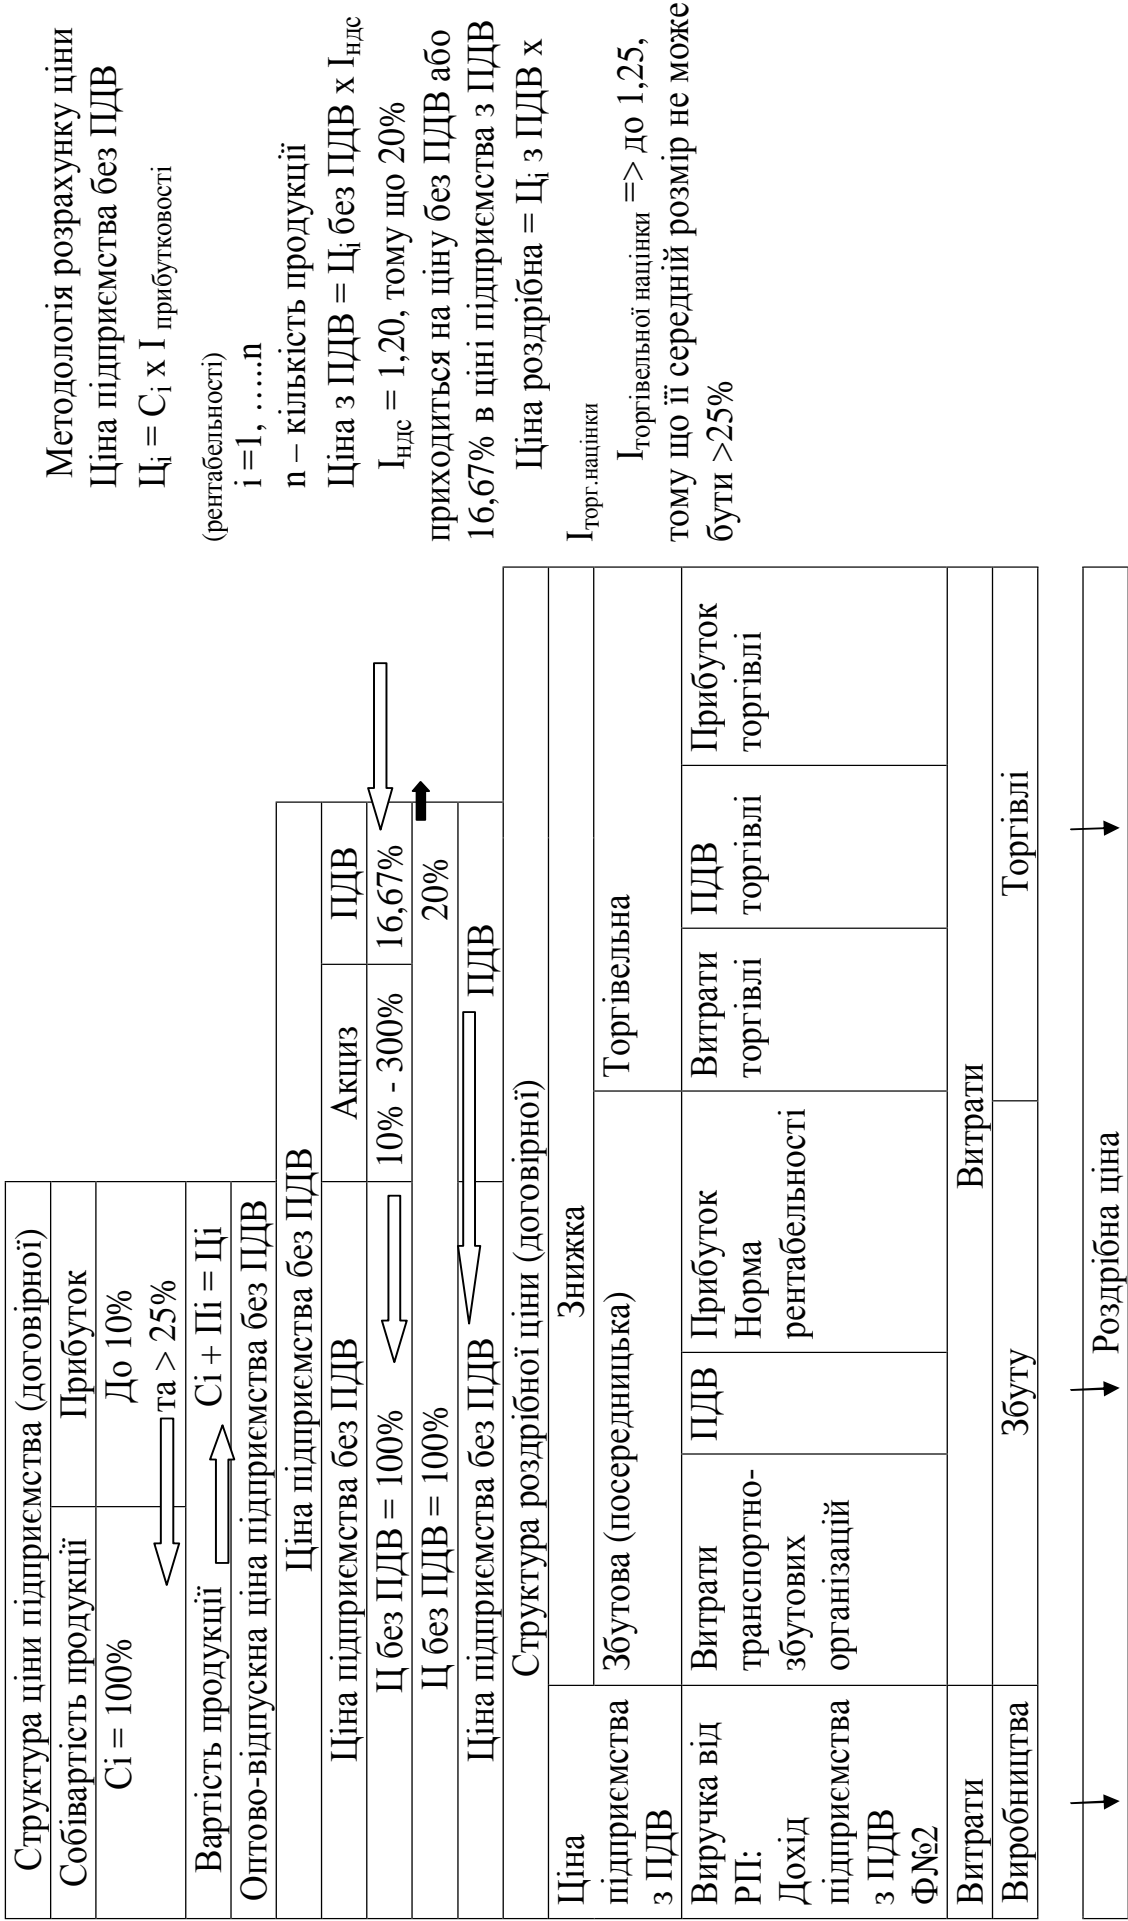 Структура ціни підприємства (договірної)
Собівартість продукції
Прибуток
Сі = 100%
До 10%
та > 25%
Вартість продукції
Сі + Пі = Ці
Оптово-відпускна ціна підприємства без ПДВ
Ціна підприємства без ПДВ
Ціна підприємства без ПДВ
Акциз
ПДВ
Ц без ПДВ = 100%
10% - 300%
16,67%
Ц без ПДВ = 100%
20%
Ціна підприємства без ПДВ
ПДВ
Структура роздрібної ціни (договірної)
Ціна
підприємства
з ПДВ
Знижка
Збутова (посередницька)
Торгівельна
Виручка від
РП:
Дохід
підприємства
з ПДВ
Ф№2
Витрати
транспортно-
збутових
організацій
ПДВ
Прибуток
Норма
рентабельності
Витрати
торгівлі
ПДВ
торгівлі
Прибуток
торгівлі
Витрати
Витрати
Виробництва
Збуту
Торгівлі
Роздрібна ціна
Методологія розрахунку ціни
Ціна підприємства без ПДВ
Ці = Сі х І прибутковості
(рентабельності)
і =1, …..n
n – кількість продукції
Ціна з ПДВ = Ці без ПДВ х Індс
Індс = 1,20, тому що 20%
приходиться на ціну без ПДВ або
16,67% в ціні підприємства з ПДВ
Ціна роздрібна = Ці з ПДВ х
Іторг.націнки
Іторгівельної націнки => до 1,25,
тому що її середній розмір не може
бути >25%